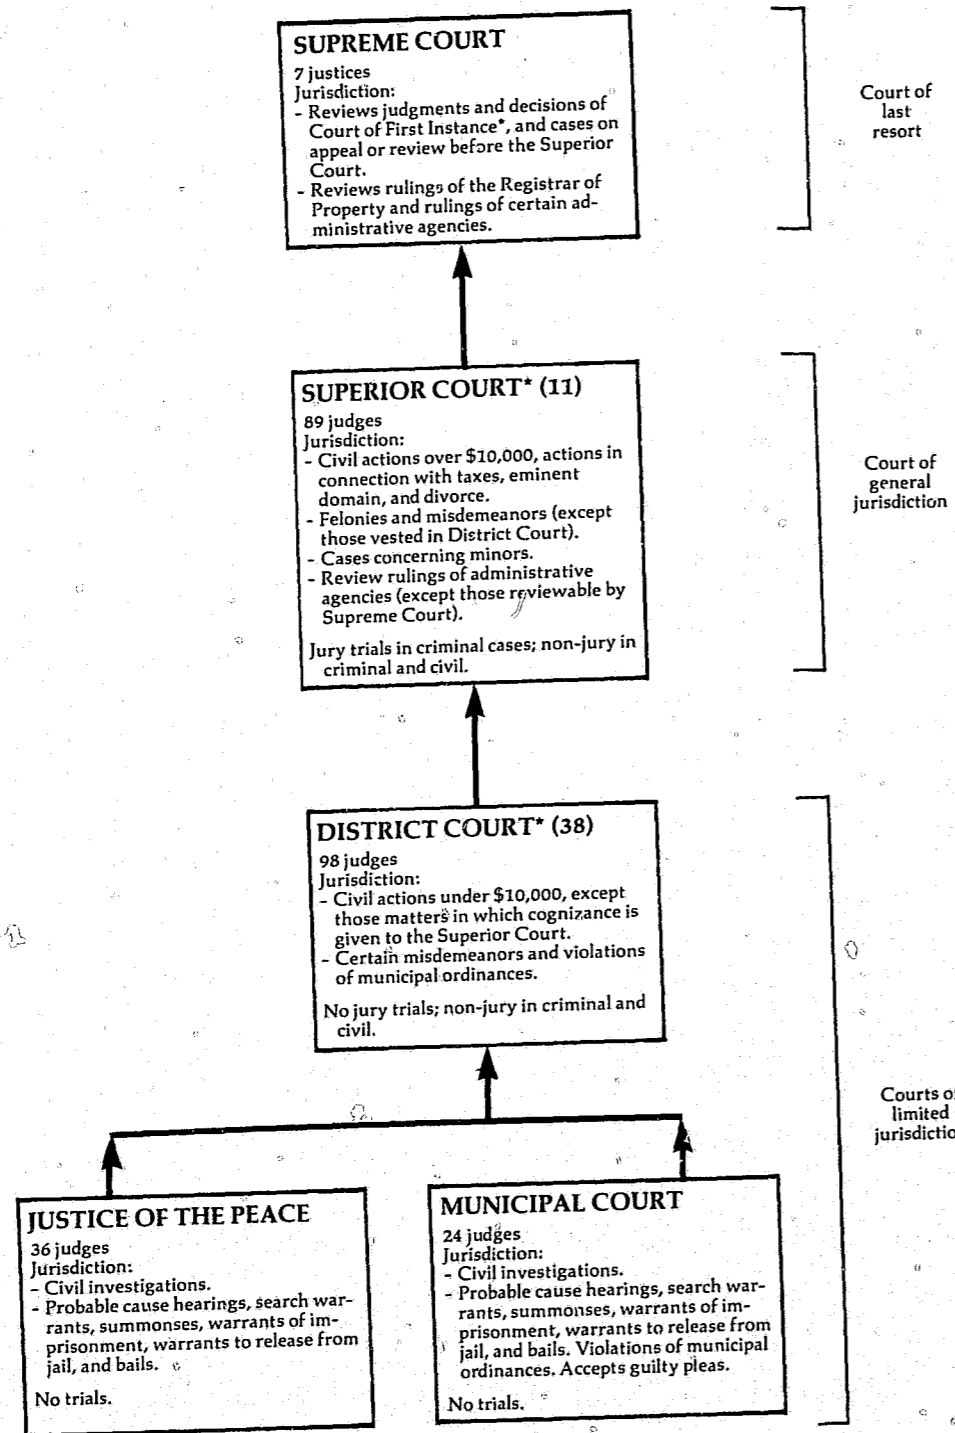 SUPREME COURT
7 justices
Jurisdiction:
- Reviews judgments and decisions of
Court of First Instance*, and cases on
appeal or review before the Superior
Court.
- Reviews rulings of the Registrar of
Property and rulings of certain ad-
ministrative agencies.
Court of
last
resort
SUPERIOR COURT* (11)
89 judges
Jurisdiction:
- Civil actions over $10,000, actions in
connection with taxes, eminent
domain, and divorce.
- Felonies and misdemeanors (except
those vested in District Court).
- Cases concerning minors.
- Review rulings of administrative
agencies (except those reviewable by
Supreme Court).
Jury trials in criminal cases; non-jury in
criminal and civil.
Court of
general
jurisdiction
DISTRICT COURT* (38)
98 judges
Jurisdiction:
- Civil actions under $10,000, except
those matters in which cognizance is
given to the Superior Court.
- Certain misdemeanors and violations
of municipal ordinances.
No jury trials; non-jury in criminal and
civil.
Courts o
limited
jurisdictio
JUSTICE OF THE PEACE
36 judges
Jurisdiction:
- Civil investigations.
- Probable cause hearings, search war-
rants, summonses, warrants of im-
prisonment, warrants to release from
jail, and bails.
No trials.
MUNICIPAL COURT
24 judges
Jurisdiction:
- Civil investigations.
- Probable cause hearings, search war-
rants, summonses, warrants of im-
prisonment, warrants to release from
jail, and bails. Violations of municipal
ordinances. Accepts guilty pleas.
No trials.